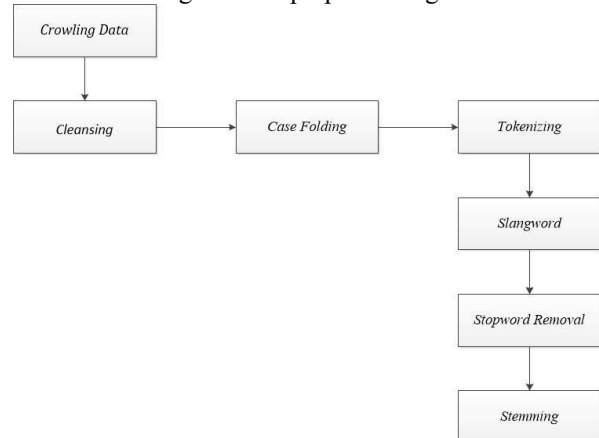 Crowling Data
Cleansing
Case Folding
Tokenizing
Slangword
Stopword Removal
Stemming